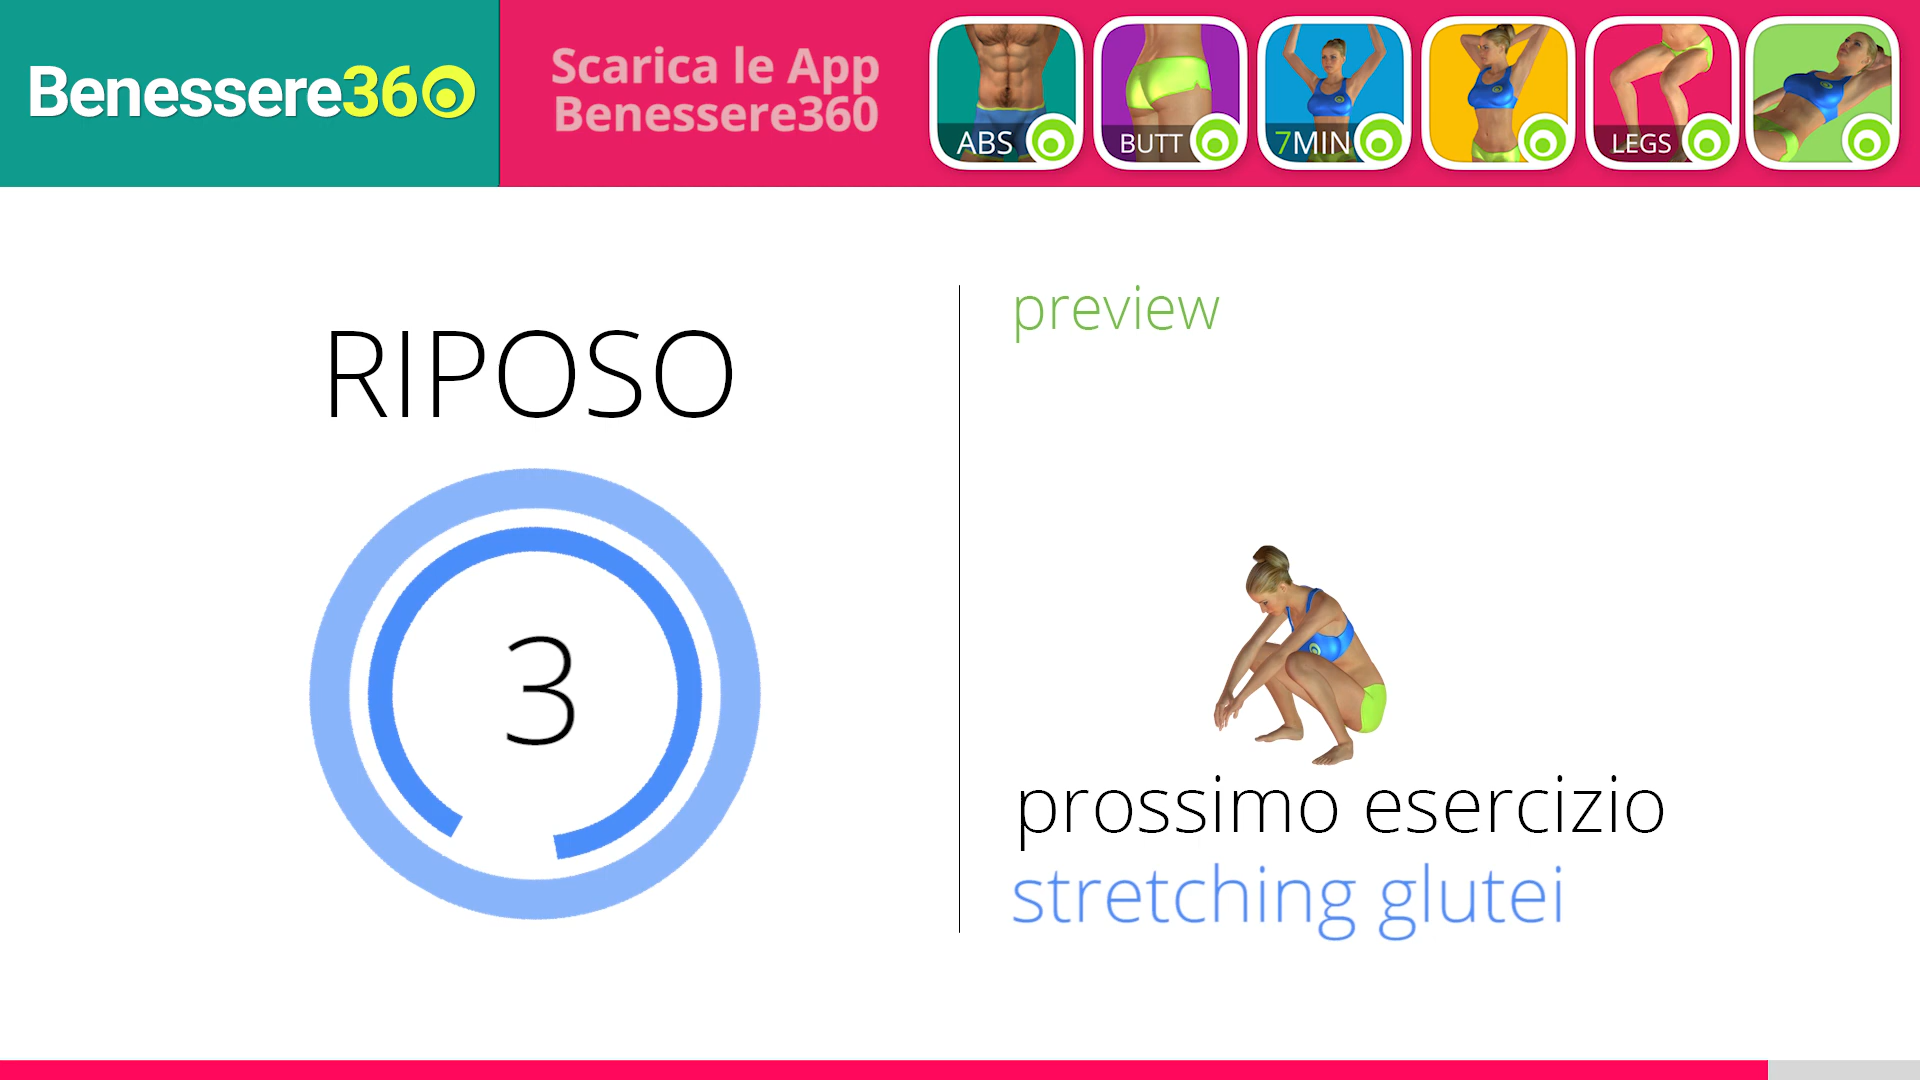 Benessere360
Scarica le App
Benessere360
ABS
BUTT
7MIN
LEGS
RIPOSO
3
preview
prossimo esercizio
stretching glutei